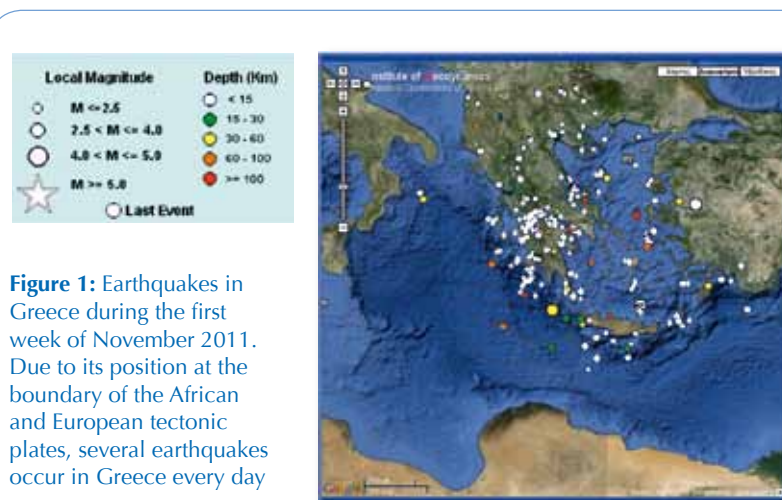 Local Magnitude
M <=2.5
2.5 < M <= 4.0
4.0 < M <= 5.0
M >= 5.0
Last Event
Depth (Km)
< 15
15 - 30
30 - 60
60 - 100
>= 100
Institute of Geodynamics
Figure 1: Earthquakes in
Greece during the first
week of November 2011.
Due to its position at the
boundary of the African
and European tectonic
plates, several earthquakes
occur in Greece every day
Google